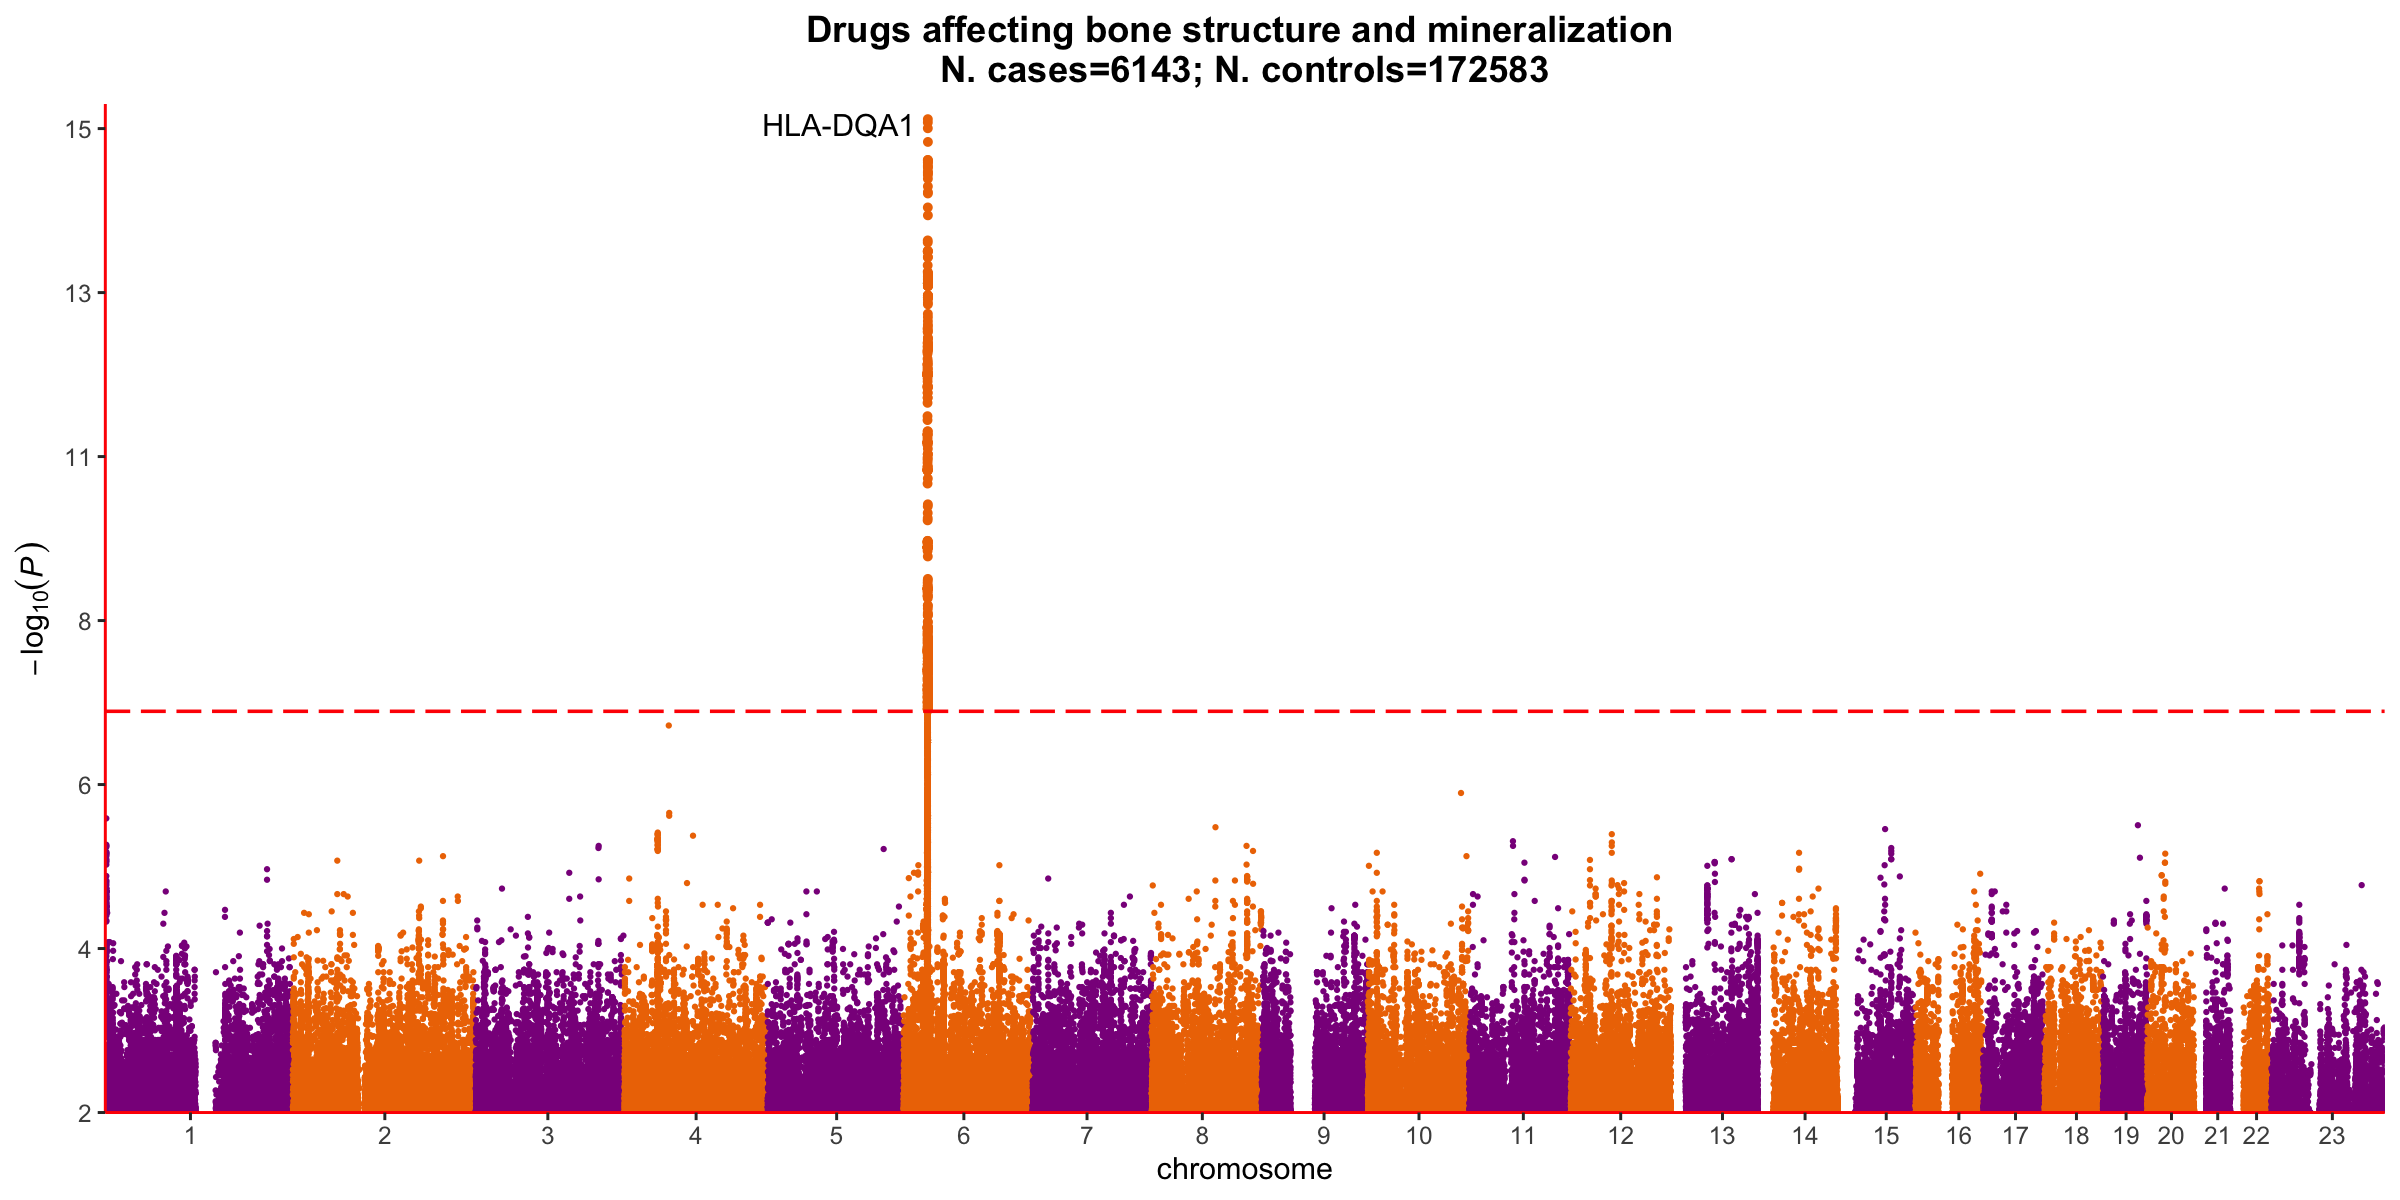 Drugs affecting bone structure and mineralization
N. cases=6143; N. controls=172583
HLA-DQA1
15
13
11
8
6
4
2
−log10(P)
1 2 3 4 5 6 7 8 9 10 11 12 13 14 15 16 17 18 19 20 21 22 23
chromosome